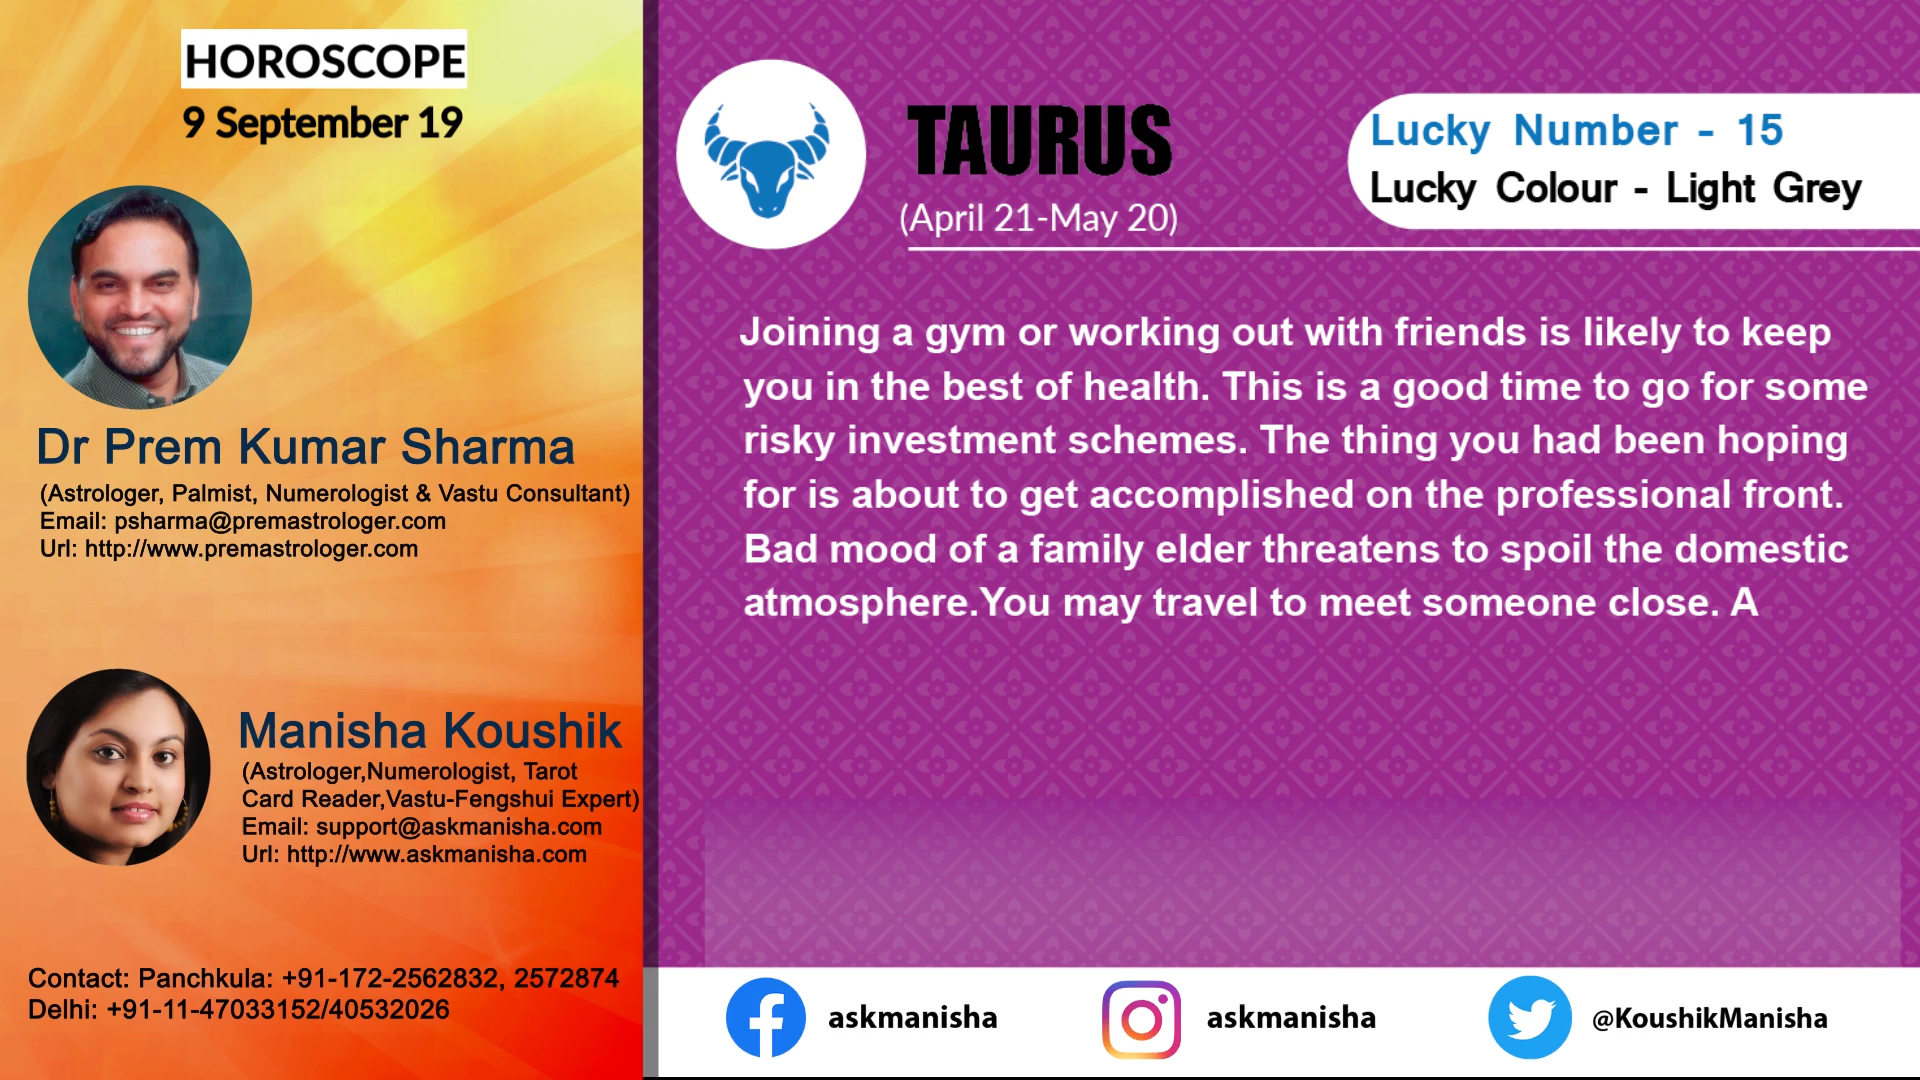 HOROSCOPE
9 September 19
Dr Prem Kumar Sharma
(Astrologer, Palmist, Numerologist & Vastu Consultant)
Email: psharma@premastrologer.com
Url: http://www.premastrologer.com
Manisha Koushik
(Astrologer,Numerologist, Tarot
Card Reader,Vastu-Fengshui Expert)
Email: support@askmanisha.com
Url: http://www.askmanisha.com
Contact: Panchkula: +91-172-2562832, 2572874
Delhi: +91-11-47033152/40532026
TAURUS
(April 21-May 20)
Lucky Number - 15
Lucky Colour - Light Grey
Joining a gym or working out with friends is likely to keep
you in the best of health. This is a good time to go for some
risky investment schemes. The thing you had been hoping
for is about to get accomplished on the professional front.
Bad mood of a family elder threatens to spoil the domestic
atmosphere.You may travel to meet someone close. A
askmanisha
askmanisha
@KoushikManisha